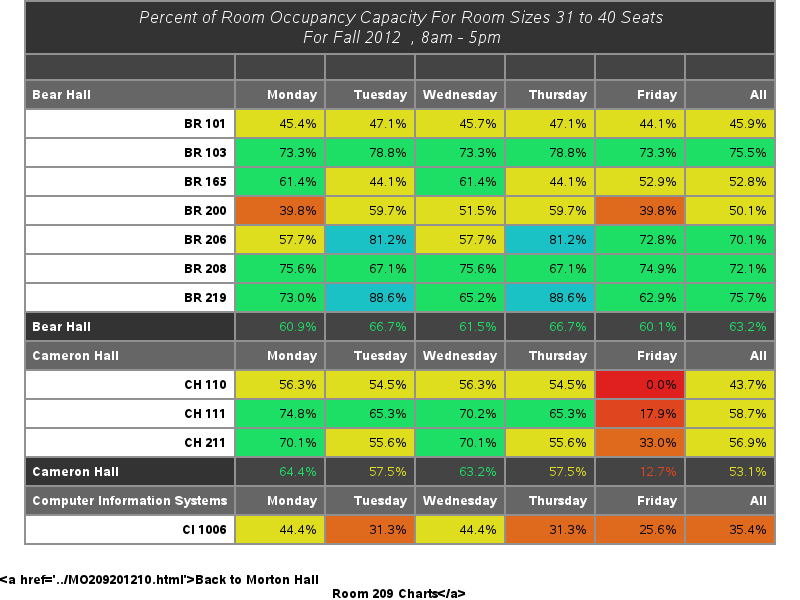 Percent of Room Occupancy Capacity For Room Sizes 31 to 40 Seats
For Fall 2012 , 8am - 5pm
Bear Hall Monday Tuesday Wednesday Thursday Friday All
BR 101 45.4% 47.1% 45.7% 47.1% 44.1% 45.9%
BR 103 73.3% 78.8% 73.3% 78.8% 73.3% 75.5%
BR 165 61.4% 44.1% 61.4% 44.1% 52.9% 52.8%
BR 200 39.8% 59.7% 51.5% 59.7% 39.8% 50.1%
BR 206 57.7% 81.2% 57.7% 81.2% 72.8% 70.1%
BR 208 75.6% 67.1% 75.6% 67.1% 74.9% 72.1%
BR 219 73.0% 88.6% 65.2% 88.6% 62.9% 75.7%
Bear Hall 60.9% 66.7% 61.5% 66.7% 60.1% 63.2%
Cameron Hall Monday Tuesday Wednesday Thursday Friday All
CH 110 56.3% 54.5% 56.3% 54.5% 0.0% 43.7%
CH 111 74.8% 65.3% 70.2% 65.3% 17.9% 58.7%
CH 211 70.1% 55.6% 70.1% 55.6% 33.0% 56.9%
Cameron Hall 64.4% 57.5% 63.2% 57.5% 12.7% 53.1%
Computer Information Systems Monday Tuesday Wednesday Thursday Friday All
CI 1006 44.4% 31.3% 44.4% 31.3% 25.6% 35.4%
<a href='../MO209201210.html'>Back to Morton Hall
Room 209 Charts</a>